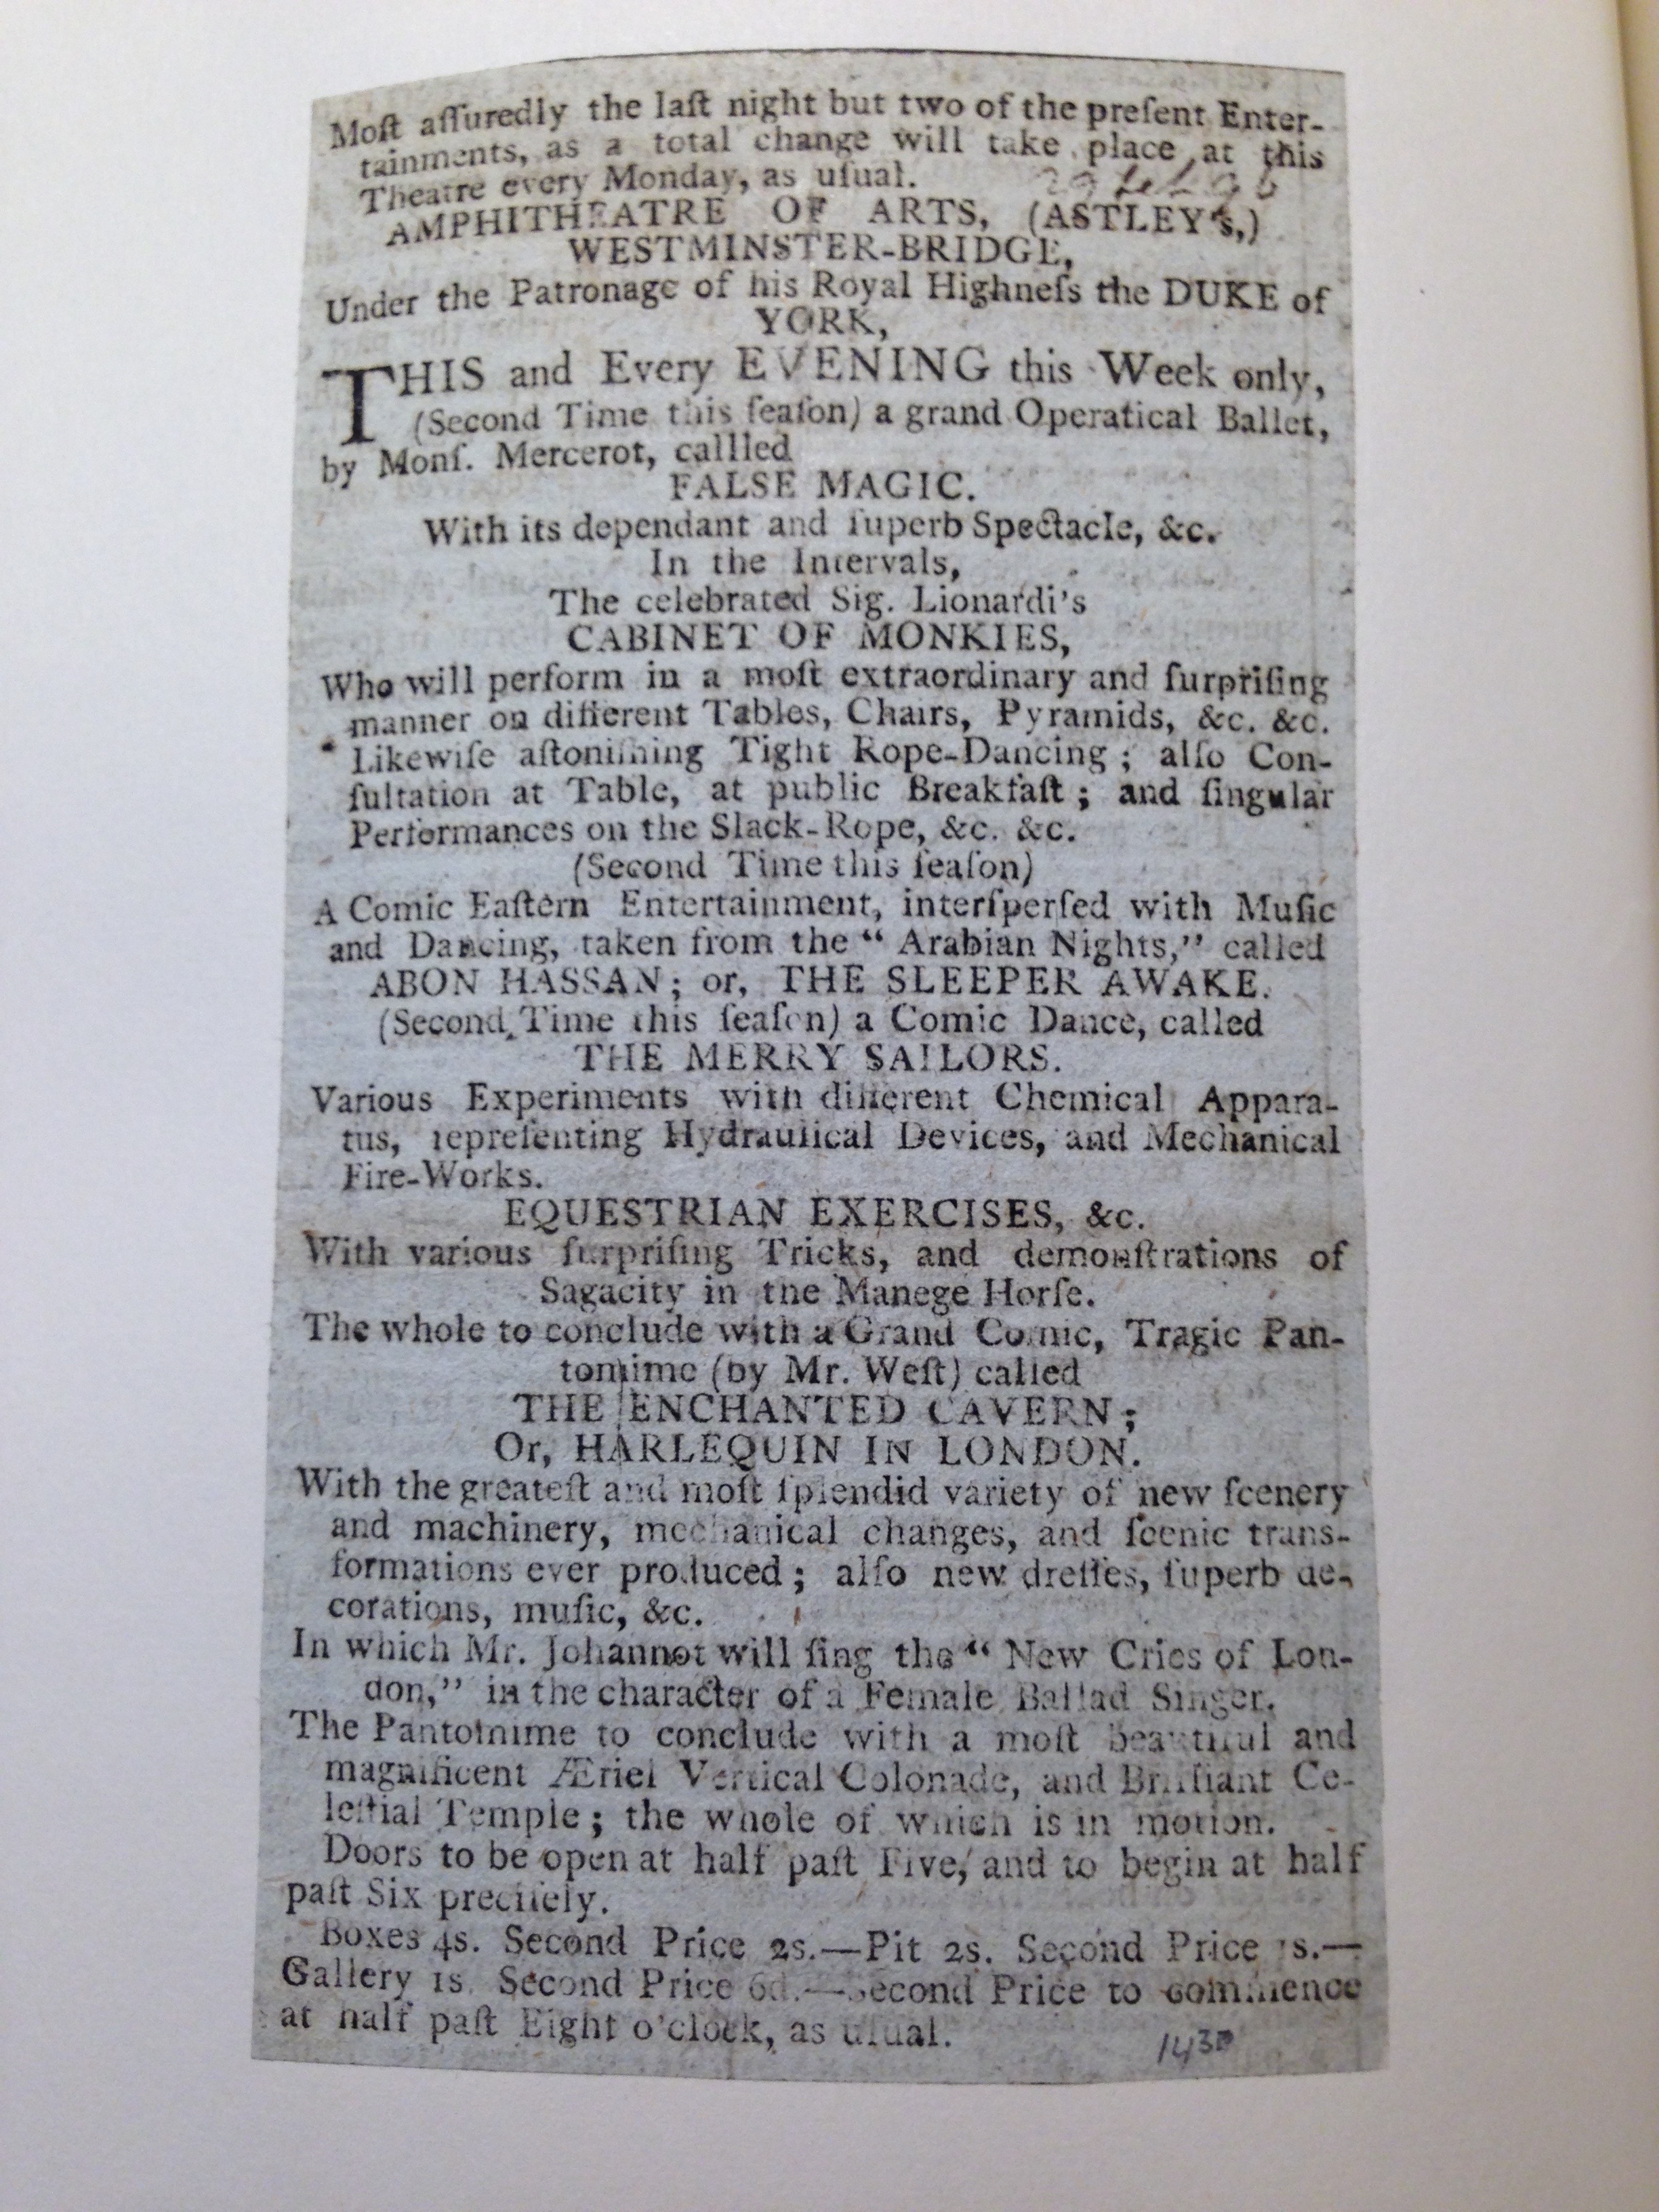 Moſt aſſuredly the laſt night but two of the preſent Enter-
tainments, as a total change will take place at this
Theatre every Monday, as uſual.
AMPHITHEATRE OF ARTS, (ASTLEY's,)
WESTMINSTER-BRIDGE,
Under the Patronage of his Royal Highneſs the DUKE of
YORK,
THIS and Every EVENING this Week only,
(Second Time this ſeaſon) a grand Operatical Ballet,
by Monſ. Mercerot, callled
FALSE MAGIC.
With its dependant and ſuperb Spectacle, &c.
In the Intervals,
The celebrated Sig. Lionardi's
CABINET OF MONKIES,
Who will perform in a moſt extraordinary and ſurpriſing
manner on different Tables, Chairs, Pyramids, &c. &c.
Likewiſe aſtoniſhing Tight Rope-Dancing; alſo Con-
ſultation at Table, at public Breakfaſt; and ſingular
Performances on the Slack-Rope, &c. &c.
(Second Time this ſeaſon)
A Comic Eaſtern Entertainment, interſperſed with Muſic
and Dancing, taken from the "Arabian Nights," called
ABON HASSAN; or, THE SLEEPER AWAKE.
(Second Time this ſeaſon) a Comic Dance, called
THE MERRY SAILORS.
Various Experiments with different Chemical Appara-
tus, repreſenting Hydraulical Devices, and Mechanical
Fire-Works.
EQUESTRIAN EXERCISES, &c.
With various ſurpriſing Tricks, and demonſtrations of
Sagacity in the Manege Horſe.
The whole to conclude with a Grand Comic, Tragic Pan-
tomime (by Mr. Weſt) called
THE ENCHANTED CAVERN;
Or, HARLEQUIN IN LONDON.
With the greateſt and moſt ſplendid variety of new ſcenery
and machinery, mechanical changes, and ſcenic trans-
formations ever produced; alſo new dreſſes, ſuperb de-
corations, muſic, &c.
In which Mr. Johannot will ſing the "New Cries of Lon-
don," in the character of a Female Ballad Singer.
The Pantomime to conclude with a moſt beautiful and
magnificent Æriel Vertical Colonade, and Brilliant Ce-
leſtial Temple; the whole of which is in motion.
Doors to be open at half paſt Five, and to begin at half
paſt Six preciſely.
Boxes 4s. Second Price 2s.—Pit 2s. Second Price 1s.—
Gallery 1s. Second Price 6d.—Second Price to commence
at half paſt Eight o'clock, as uſual.